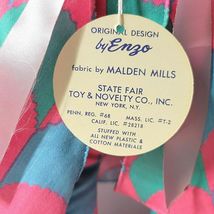 ORIGINAL DESIGN
by Enzo
fabric by MALDEN MILLS
STATE FAIR
TOY & NOVELTY CO., INC.
NEW YORK, N.Y.
PENN. REG. #68 MASS. LIC. #T-2
CALIF. LIC. #28218
STUFFED WITH
ALL NEW PLASTIC &
COTTON MATERIALS